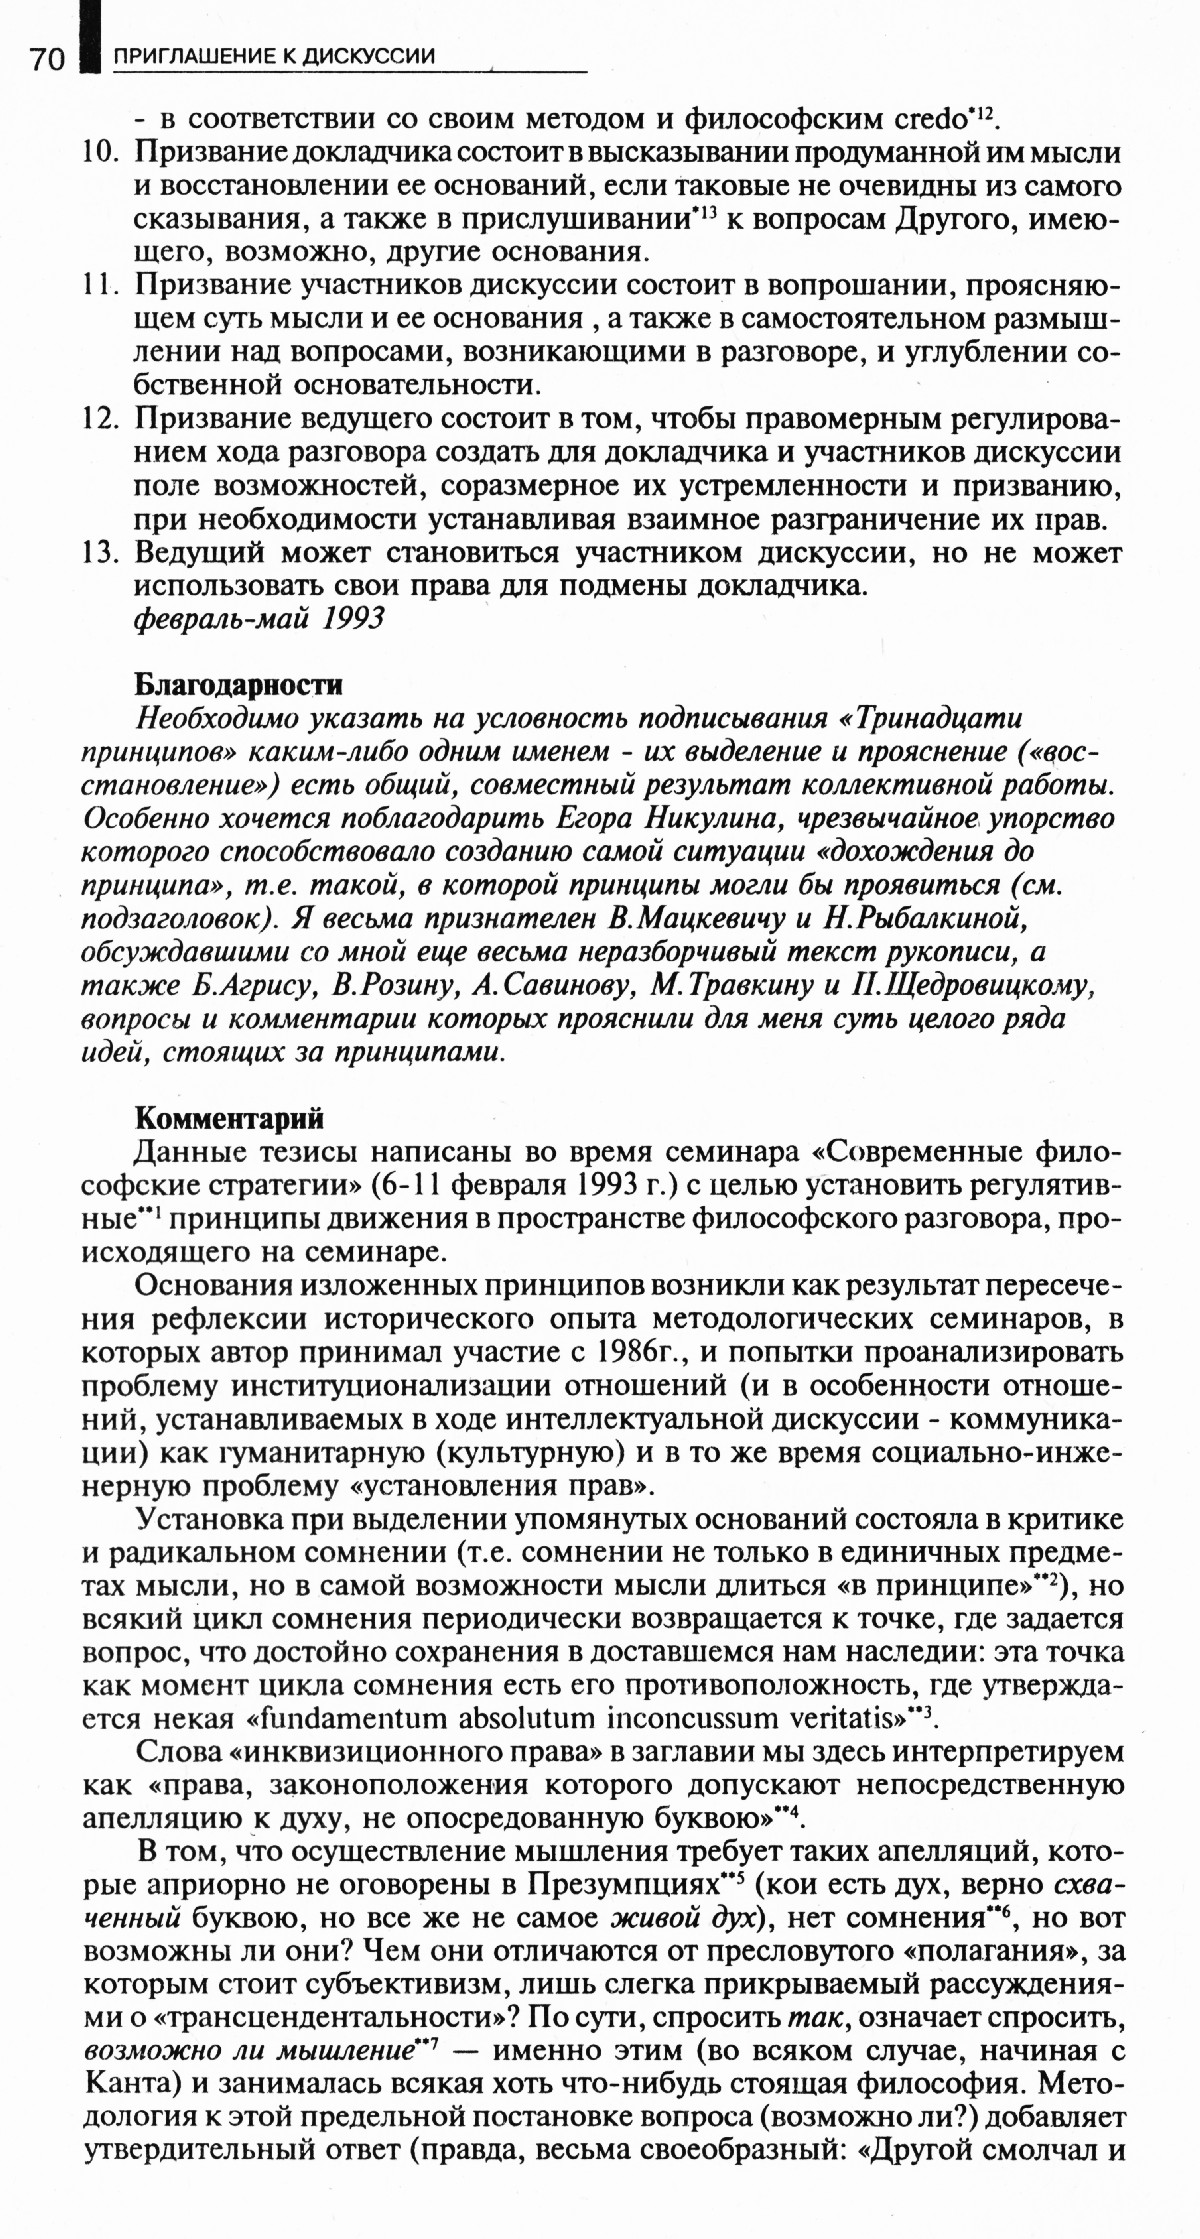 70 ПРИГЛАШЕНИЕ К ДИСКУССИИ
- в соответствии со своим методом и философским credo*12.
10. Призвание докладчика состоит в высказывании продуманной им мысли
и восстановлении ее оснований, если таковые не очевидны из самого
сказывания, а также в прислушивании*13 к вопросам Другого, имею-
щего, возможно, другие основания.
11. Призвание участников дискуссии состоит в вопрошании, проясняю-
щем суть мысли и ее основания , а также в самостоятельном размыш-
лении над вопросами, возникающими в разговоре, и углублении со-
бственной основательности.
12. Призвание ведущего состоит в том, чтобы правомерным регулирова-
нием хода разговора создать для докладчика и участников дискуссии
поле возможностей, соразмерное их устремленности и призванию,
при необходимости устанавливая взаимное разграничение их прав.
13. Ведущий может становиться участником дискуссии, но не может
использовать свои права для подмены докладчика.
февраль-май 1993
Благодарности
Необходимо указать на условность подписывания «Тринадцати
принципов» каким-либо одним именем - их выделение и прояснение («вос-
становление») есть общий, совместный результат коллективной работы.
Особенно хочется поблагодарить Егора Никулина, чрезвычайное упорство
которого способствовало созданию самой ситуации «дохождения до
принципа», т.е. такой, в которой принципы могли бы проявиться (см.
подзаголовок). Я весьма признателен В.Мацкевичу и Н.Рыбалкиной,
обсуждавшими со мной еще весьма неразборчивый текст рукописи, а
также Б.Агрису, В.Розину, А.Савинову, М.Травкину и П.Щедровицкому,
вопросы и комментарии которых прояснили для меня суть целого ряда
идей, стоящих за принципами.
Комментарий
Данные тезисы написаны во время семинара «Современные фило-
софские стратегии» (6-11 февраля 1993 г.) с целью установить регулятив-
ные**1 принципы движения в пространстве философского разговора, про-
исходящего на семинаре.
Основания изложенных принципов возникли как результат пересече-
ния рефлексии исторического опыта методологических семинаров, в
которых автор принимал участие с 1986г., и попытки проанализировать
проблему институционализации отношений (и в особенности отноше-
ний, устанавливаемых в ходе интеллектуальной дискуссии - коммуника-
ции) как гуманитарную (культурную) и в то же время социально-инже-
нерную проблему «установления прав».
Установка при выделении упомянутых оснований состояла в критике
и радикальном сомнении (т.е. сомнении не только в единичных предме-
тах мысли, но в самой возможности мысли длиться «в принципе»**2), но
всякий цикл сомнения периодически возвращается к точке, где задается
вопрос, что достойно сохранения в доставшемся нам наследии: эта точка
как момент цикла сомнения есть его противоположность, где утвержда-
ется некая «fundamentum absolutum inconcussum veritatis»**3.
Слова «инквизиционного права» в заглавии мы здесь интерпретируем
как «права, законоположения которого допускают непосредственную
апелляцию к духу, не опосредованную буквою»**4.
В том, что осуществление мышления требует таких апелляций, кото-
рые априорно не оговорены в Презумпциях**5 (кои есть дух, верно схва-
ченный буквою, но все же не самое живой дух), нет сомнения**6, но вот
возможны ли они? Чем они отличаются от пресловутого «полагания», за
которым стоит субъективизм, лишь слегка прикрываемый рассуждения-
ми о «трансцендентальности»? По сути, спросить так, означает спросить,
возможно ли мышление**7 — именно этим (во всяком случае, начиная с
Канта) и занималась всякая хоть что-нибудь стоящая философия. Мето-
дология к этой предельной постановке вопроса (возможно ли?) добавляет
утвердительный ответ (правда, весьма своеобразный: «Другой смолчал и